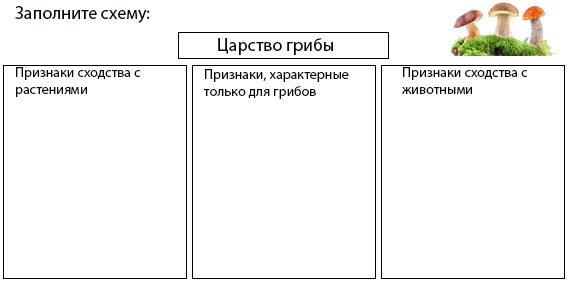 Заполните схему:
Царство грибы
Признаки сходства с
растениями
Признаки, характерные
только для грибов
Признаки сходства с
животными